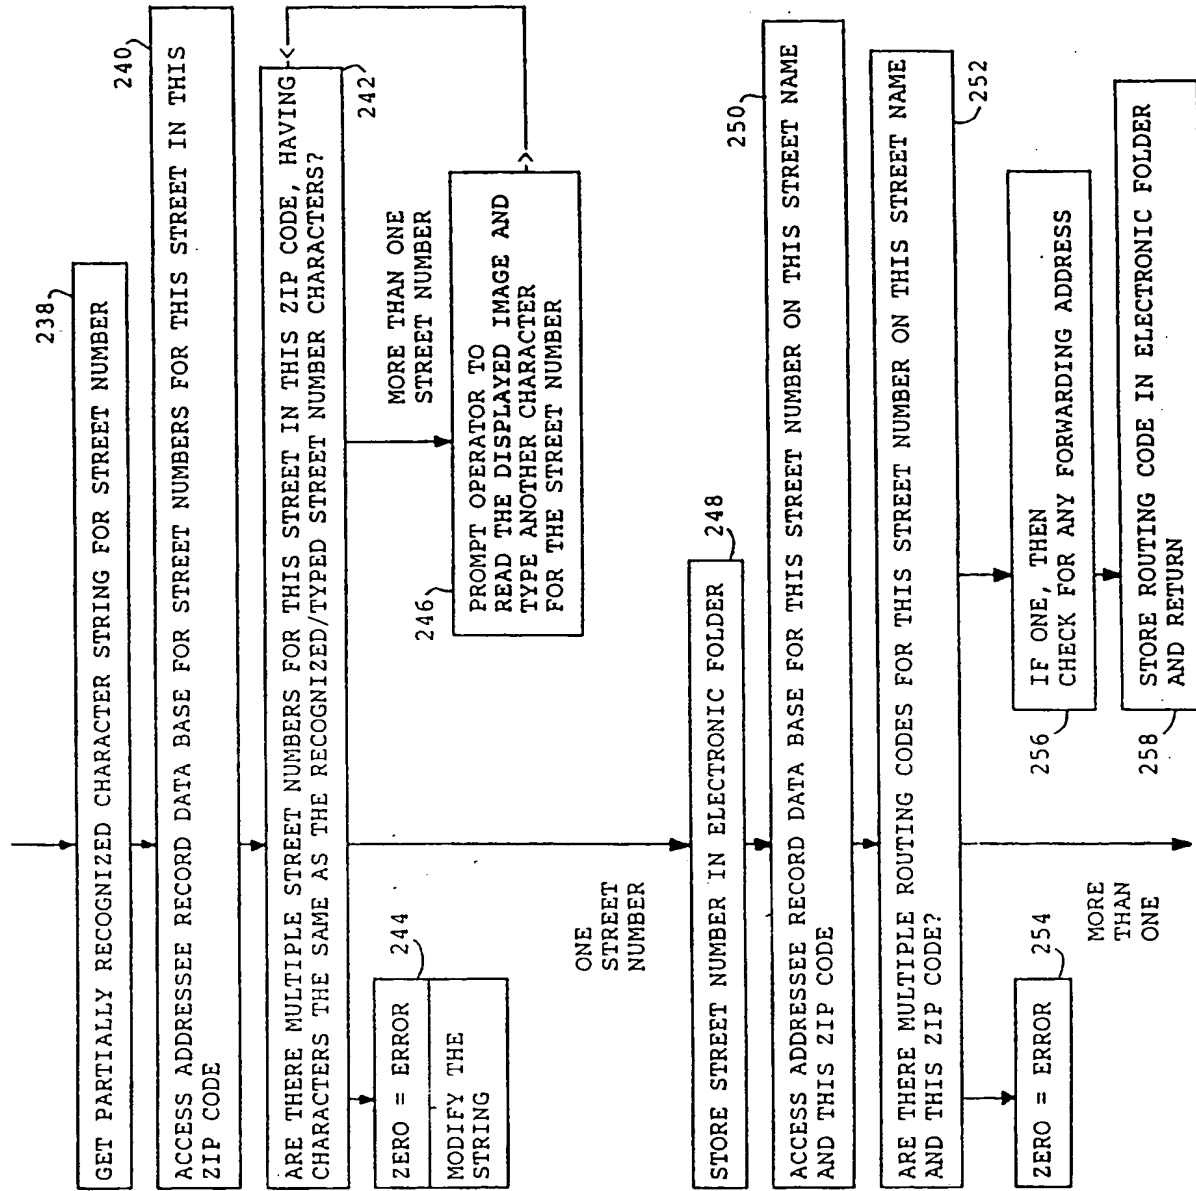 238
GET PARTIALLY RECOGNIZED CHARACTER STRING FOR STREET NUMBER
240
ACCESS ADDRESSEE RECORD DATA BASE FOR STREET NUMBERS FOR THIS STREET IN THIS
ZIP CODE
ARE THERE MULTIPLE STREET NUMBERS FOR THIS STREET IN THIS ZIP CODE, HAVING
CHARACTERS THE SAME AS THE RECOGNIZED/TYPED STREET NUMBER CHARACTERS?
242
244
ZERO = ERROR
MODIFY THE
STRING
MORE THAN ONE
STREET NUMBER
246
PROMPT OPERATOR TO
READ THE DISPLAYED IMAGE AND
TYPE ANOTHER CHARACTER
FOR THE STREET NUMBER
ONE
STREET
NUMBER
248
STORE STREET NUMBER IN ELECTRONIC FOLDER
250
ACCESS ADDRESSEE RECORD DATA BASE FOR THIS STREET NUMBER ON THIS STREET NAME
AND THIS ZIP CODE
ARE THERE MULTIPLE ROUTING CODES FOR THIS STREET NUMBER ON THIS STREET NAME
AND THIS ZIP CODE?
252
254
ZERO = ERROR
256
IF ONE, THEN
CHECK FOR ANY FORWARDING ADDRESS
MORE
THAN
ONE
258
STORE ROUTING CODE IN ELECTRONIC FOLDER
AND RETURN